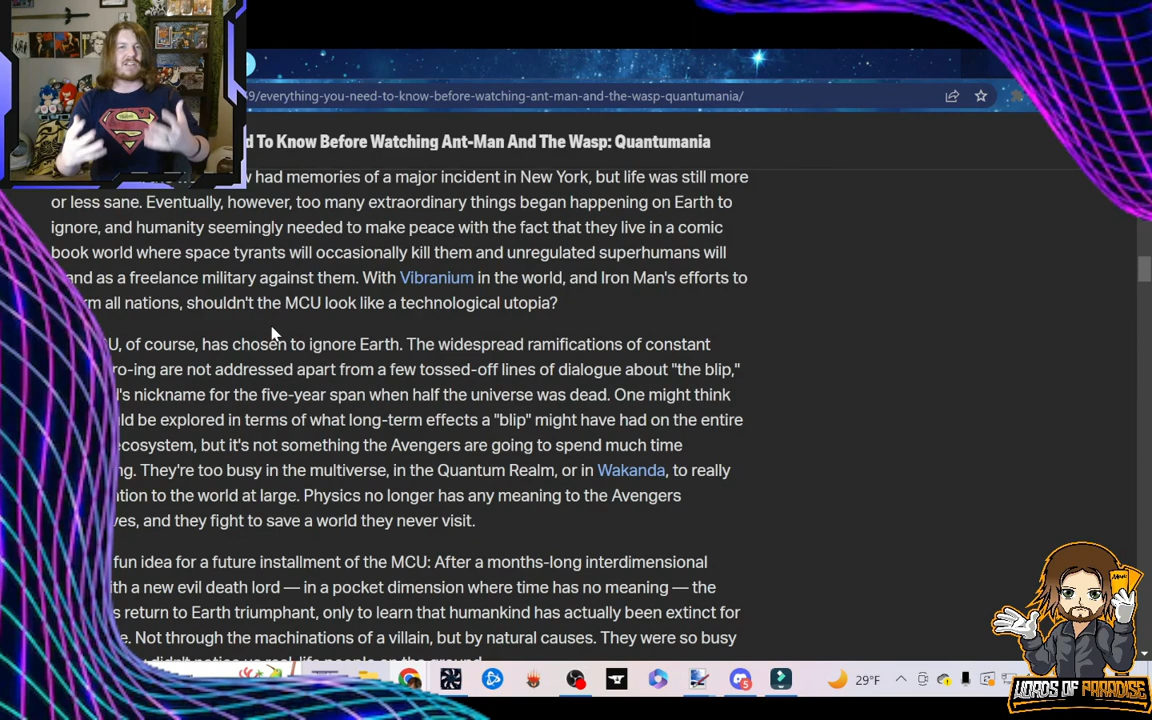 9/everything-you-need-to-know-before-watching-ant-man-and-the-wasp-quantumania/
d To Know Before Watching Ant-Man And The Wasp: Quantumania
had memories of a major incident in New York, but life was still more
or less sane. Eventually, however, too many extraordinary things began happening on Earth to
ignore, and humanity seemingly needed to make peace with the fact that they live in a comic
book world where space tyrants will occasionally kill them and unregulated superhumans will
and as a freelance military against them. With Vibranium in the world, and Iron Man's efforts to
rm all nations, shouldn't the MCU look like a technological utopia?
U, of course, has chosen to ignore Earth. The widespread ramifications of constant
ro-ing are not addressed apart from a few tossed-off lines of dialogue about "the blip,"
l's nickname for the five-year span when half the universe was dead. One might think
uld be explored in terms of what long-term effects a "blip" might have had on the entire
ecosystem, but it's not something the Avengers are going to spend much time
ng. They're too busy in the multiverse, in the Quantum Realm, or in Wakanda, to really
ntion to the world at large. Physics no longer has any meaning to the Avengers
ves, and they fight to save a world they never visit.
fun idea for a future installment of the MCU: After a months-long interdimensional
ith a new evil death lord — in a pocket dimension where time has no meaning — the
s return to Earth triumphant, only to learn that humankind has actually been extinct for
e. Not through the machinations of a villain, but by natural causes. They were so busy
29°F
WORDS OF PARADISE